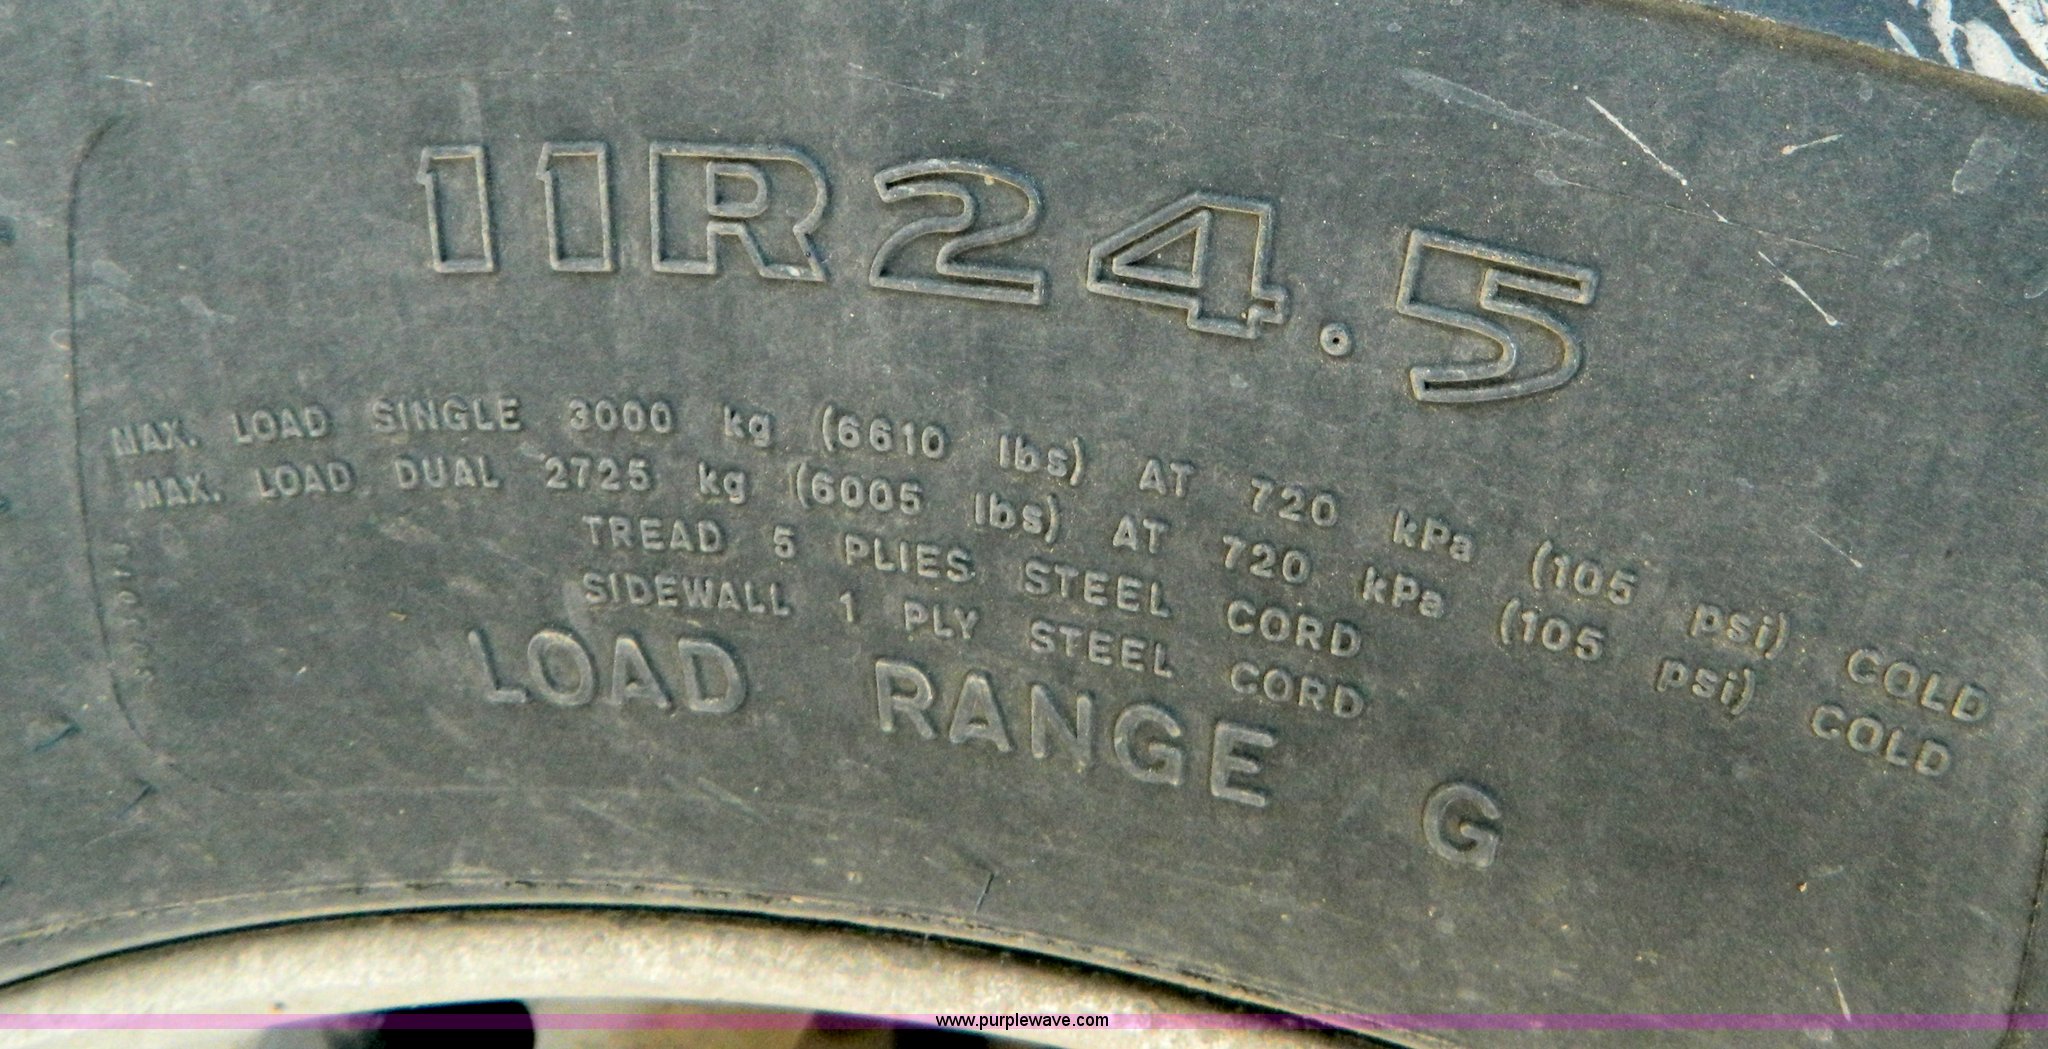 11R24.5
MAX. LOAD SINGLE 3000 kg (6610 lbs) AT 720 kPa (105 psi) COLD
MAX. LOAD DUAL 2725 kg (6005 lbs) AT 720 kPa (105 psi) COLD
TREAD 5 PLIES STEEL CORD
SIDEWALL 1 PLY STEEL CORD
LOAD RANGE G
www.purplewave.com